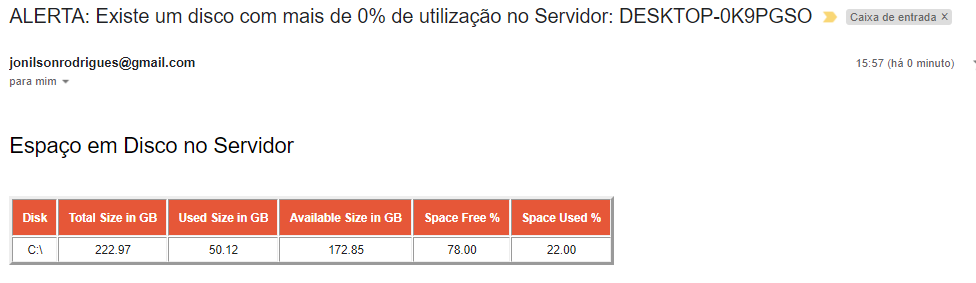 ALERTA: Existe um disco com mais de 0% de utilização no Servidor: DESKTOP-0K9PGSO Caixa de entrada x
jonilsonrodrigues@gmail.com 15:57 (há 0 minuto)
para mim
Espaço em Disco no Servidor
Disk Total Size in GB Used Size in GB Available Size in GB Space Free % Space Used %
C:\ 222.97 50.12 172.85 78.00 22.00